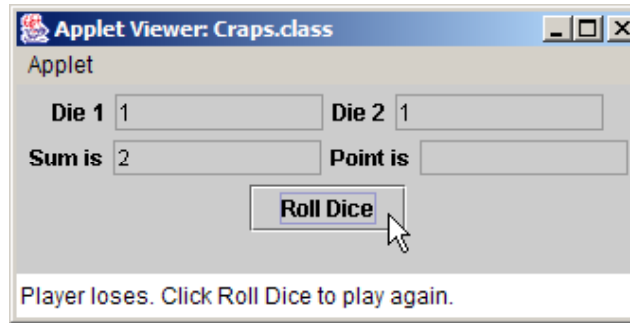 Applet Viewer: Craps.class
Applet
Die 1 1 Die 2 1
Sum is 2 Point is
Roll Dice
Player loses. Click Roll Dice to play again.